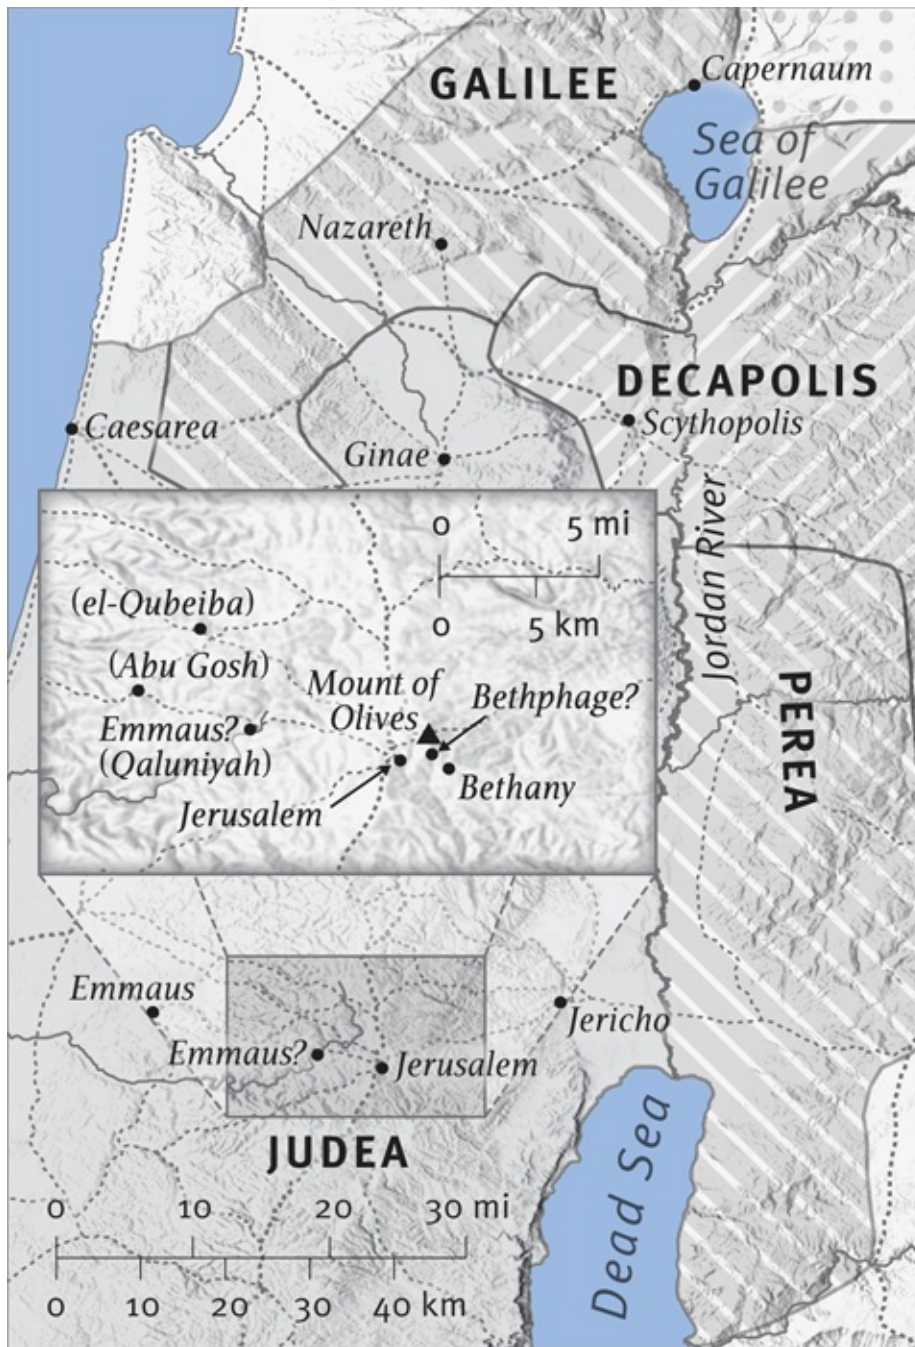 GALILEE
Capernaum
Sea of
Galilee
Nazareth
DECAPOLIS
Caesarea
Scythopolis
Ginae
Jordan River
0 5 mi
0 5 km
(el-Qubeiba)
(Abu Gosh)
Mount of
Olives
Bethphage?
Emmaus?
(Qaluniyah)
Bethany
Jerusalem
PEREA
Emmaus
Jericho
Emmaus?
Jerusalem
JUDEA
Dead Sea
0 10 20 30 mi
0 10 20 30 40 km